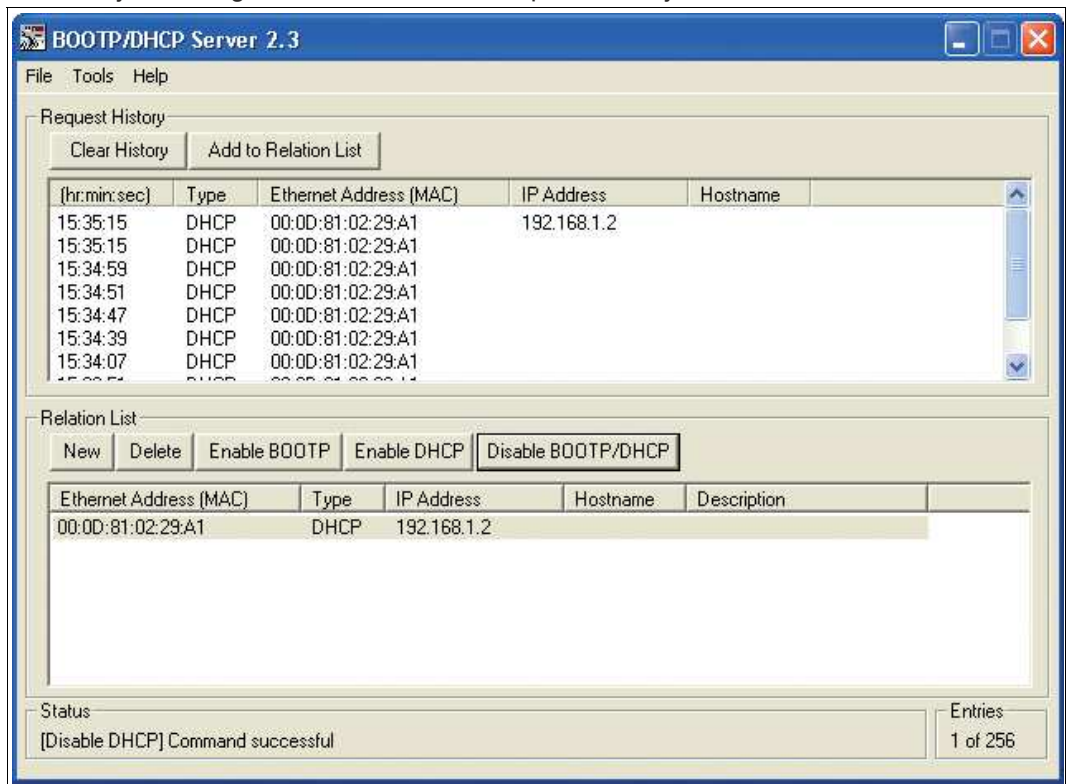 BOOTP/DHCP Server 2.3
File Tools Help
Request History
Clear History Add to Relation List
(hr:min:sec) Type Ethernet Address (MAC) IP Address Hostname
15:35:15 DHCP 00:0D:81:02:29:A1 192.168.1.2
15:35:15 DHCP 00:0D:81:02:29:A1
15:34:59 DHCP 00:0D:81:02:29:A1
15:34:51 DHCP 00:0D:81:02:29:A1
15:34:47 DHCP 00:0D:81:02:29:A1
15:34:39 DHCP 00:0D:81:02:29:A1
15:34:07 DHCP 00:0D:81:02:29:A1
Relation List
New Delete Enable BOOTP Enable DHCP Disable BOOTP/DHCP
Ethernet Address (MAC) Type IP Address Hostname Description
00:0D:81:02:29:A1 DHCP 192.168.1.2
Status
[Disable DHCP] Command successful
Entries
1 of 256